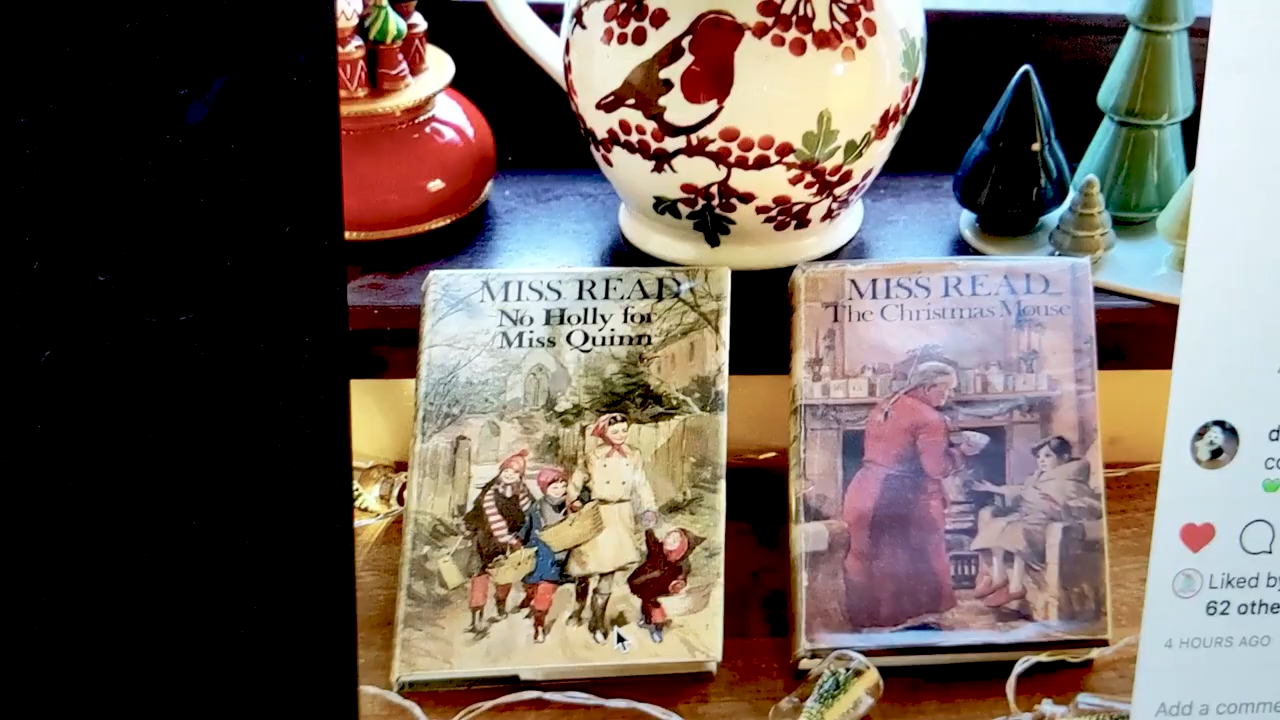 MISS READ
No Holly for
Miss Quinn
MISS READ
The Christmas Mouse
Liked by
62 othe
4 HOURS AGO
Add a comme